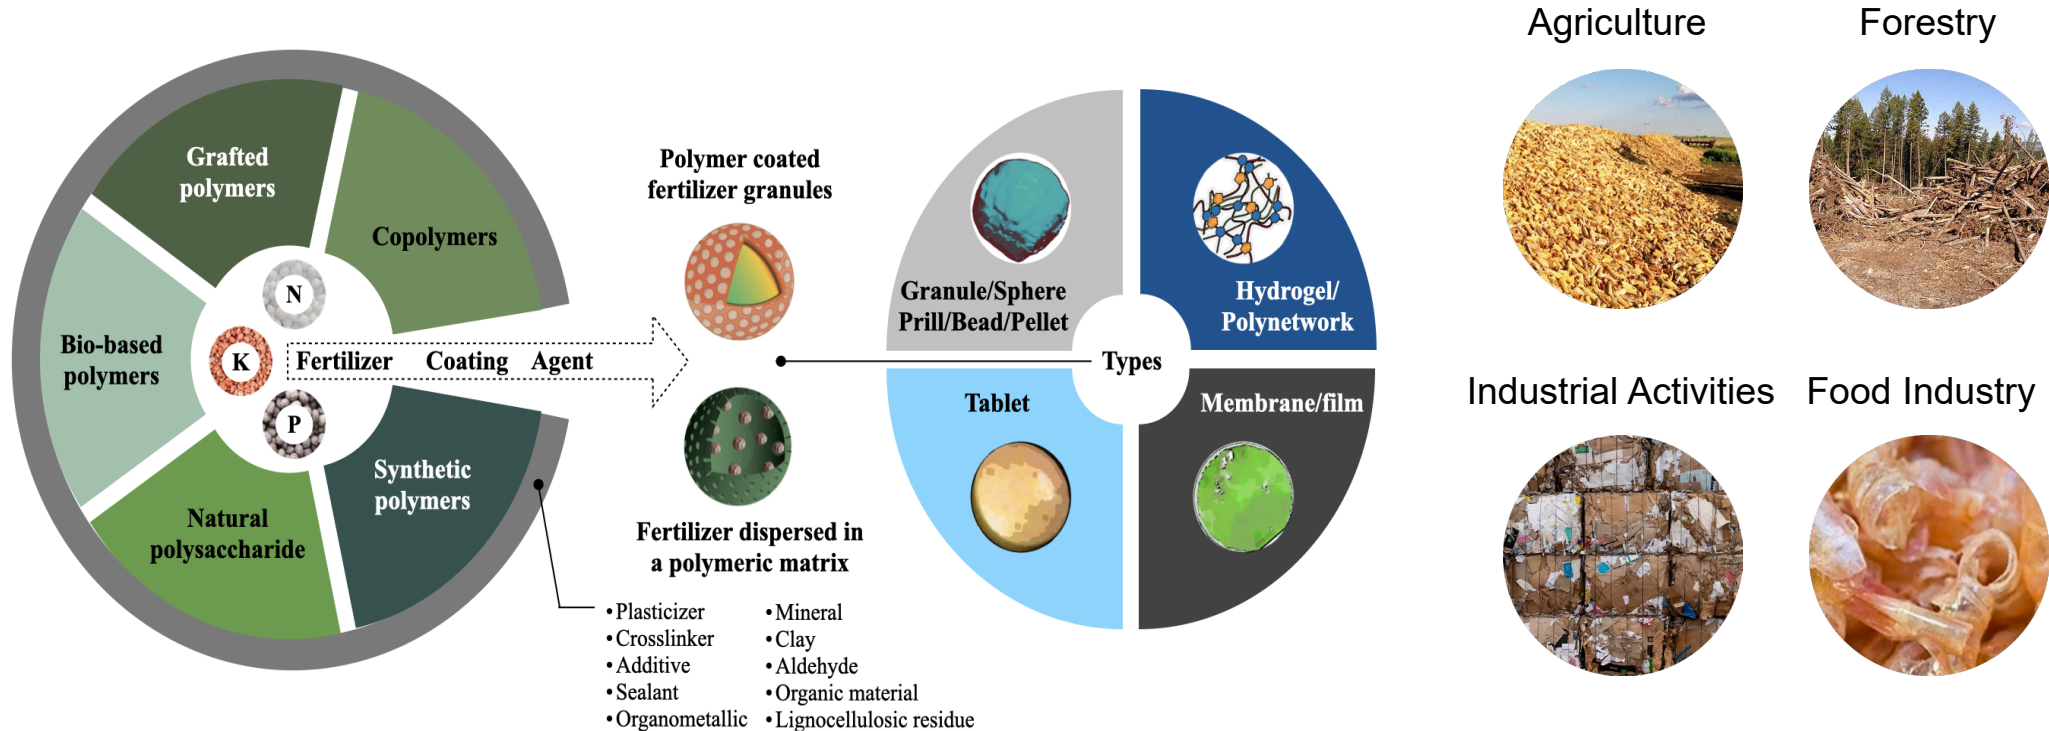 Grafted
polymers
Copolymers
Bio-based
polymers
Natural
polysaccharide
Synthetic
polymers
N
K
P
Fertilizer Coating Agent
Polymer coated
fertilizer granules
Fertilizer dispersed in
a polymeric matrix
• Plasticizer
• Crosslinker
• Additive
• Sealant
• Organometallic
• Mineral
• Clay
• Aldehyde
• Organic material
• Lignocellulosic residue
Granule/Sphere
Prill/Bead/Pellet
Hydrogel/
Polynetwork
Types
Tablet
Membrane/film
Agriculture
Forestry
Industrial Activities
Food Industry